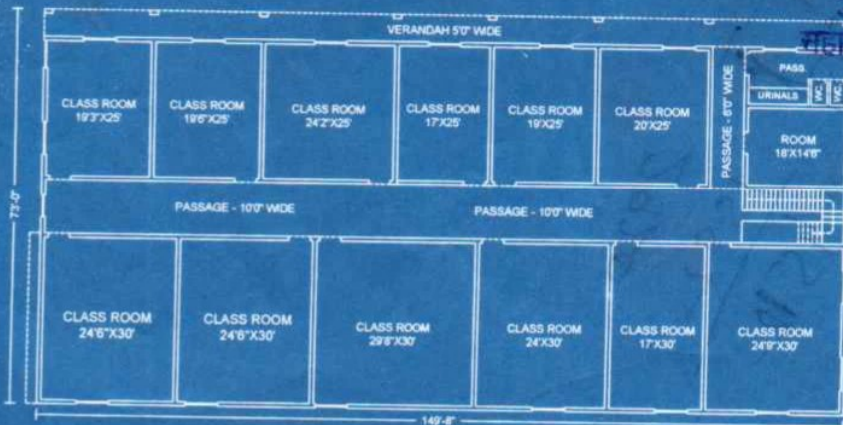 VERANDAH 5'0" WIDE
CLASS ROOM
19'3"X25'
CLASS ROOM
19'6"X25'
CLASS ROOM
24'2"X25'
CLASS ROOM
17'X25'
CLASS ROOM
19'X25'
CLASS ROOM
20'X25'
PASSAGE - 6'0" WIDE
PASS
URINALS
WC
WC
ROOM
18'X14'6"
PASSAGE - 10'0" WIDE
PASSAGE - 10'0" WIDE
73'-0"
CLASS ROOM
24'6"X30'
CLASS ROOM
24'6"X30'
CLASS ROOM
29'6"X30'
CLASS ROOM
24'X30'
CLASS ROOM
17'X30'
CLASS ROOM
24'9"X30'
149'-8"